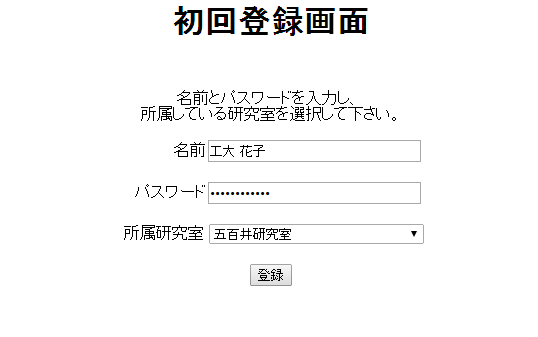 初回登録画面
名前とパスワードを入力し、
所属している研究室を選択して下さい。
名前 工大 花子
パスワード ••••••••••••
所属研究室 五百井研究室 ▼
登録